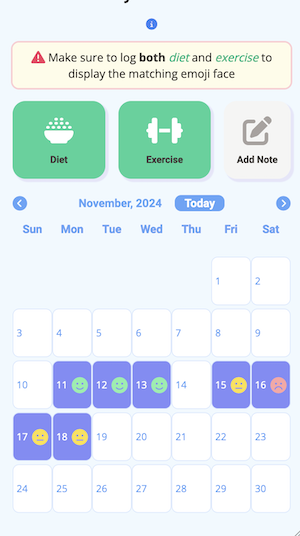 Make sure to log both diet and exercise to
display the matching emoji face
Diet Exercise Add Note
November, 2024 Today
Sun Mon Tue Wed Thu Fri Sat
1 2
3 4 5 6 7 8 9
10 11 12 13 14 15 16
17 18 19 20 21 22 23
24 25 26 27 28 29 30